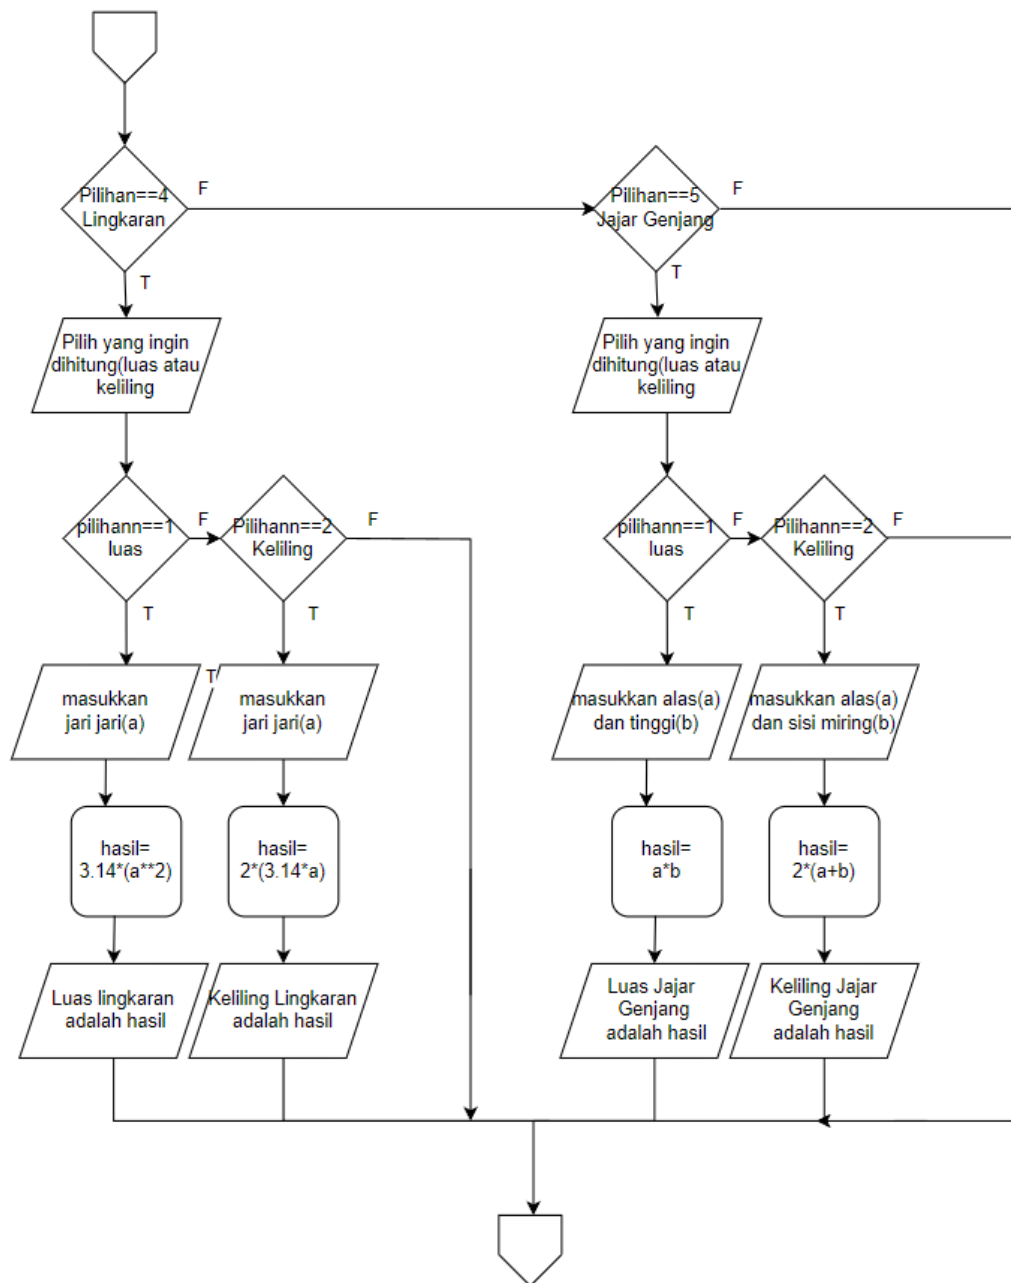 Pilihan==4
Lingkaran
F
T
Pilihan==5
Jajar Genjang
F
T
Pilih yang ingin
dihitung(luas atau
keliling
Pilih yang ingin
dihitung(luas atau
keliling
pilihann==1
luas
F
T
Pilihann==2
Keliling
F
T
pilihann==1
luas
F
T
Pilihann==2
Keliling
F
T
masukkan
jari jari(a)
T
masukkan
jari jari(a)
masukkan alas(a)
dan tinggi(b)
masukkan alas(a)
dan sisi miring(b)
hasil=
3.14*(a**2)
hasil=
2*(3.14*a)
hasil=
a*b
hasil=
2*(a+b)
Luas lingkaran
adalah hasil
Keliling Lingkaran
adalah hasil
Luas Jajar
Genjang
adalah hasil
Keliling Jajar
Genjang
adalah hasil